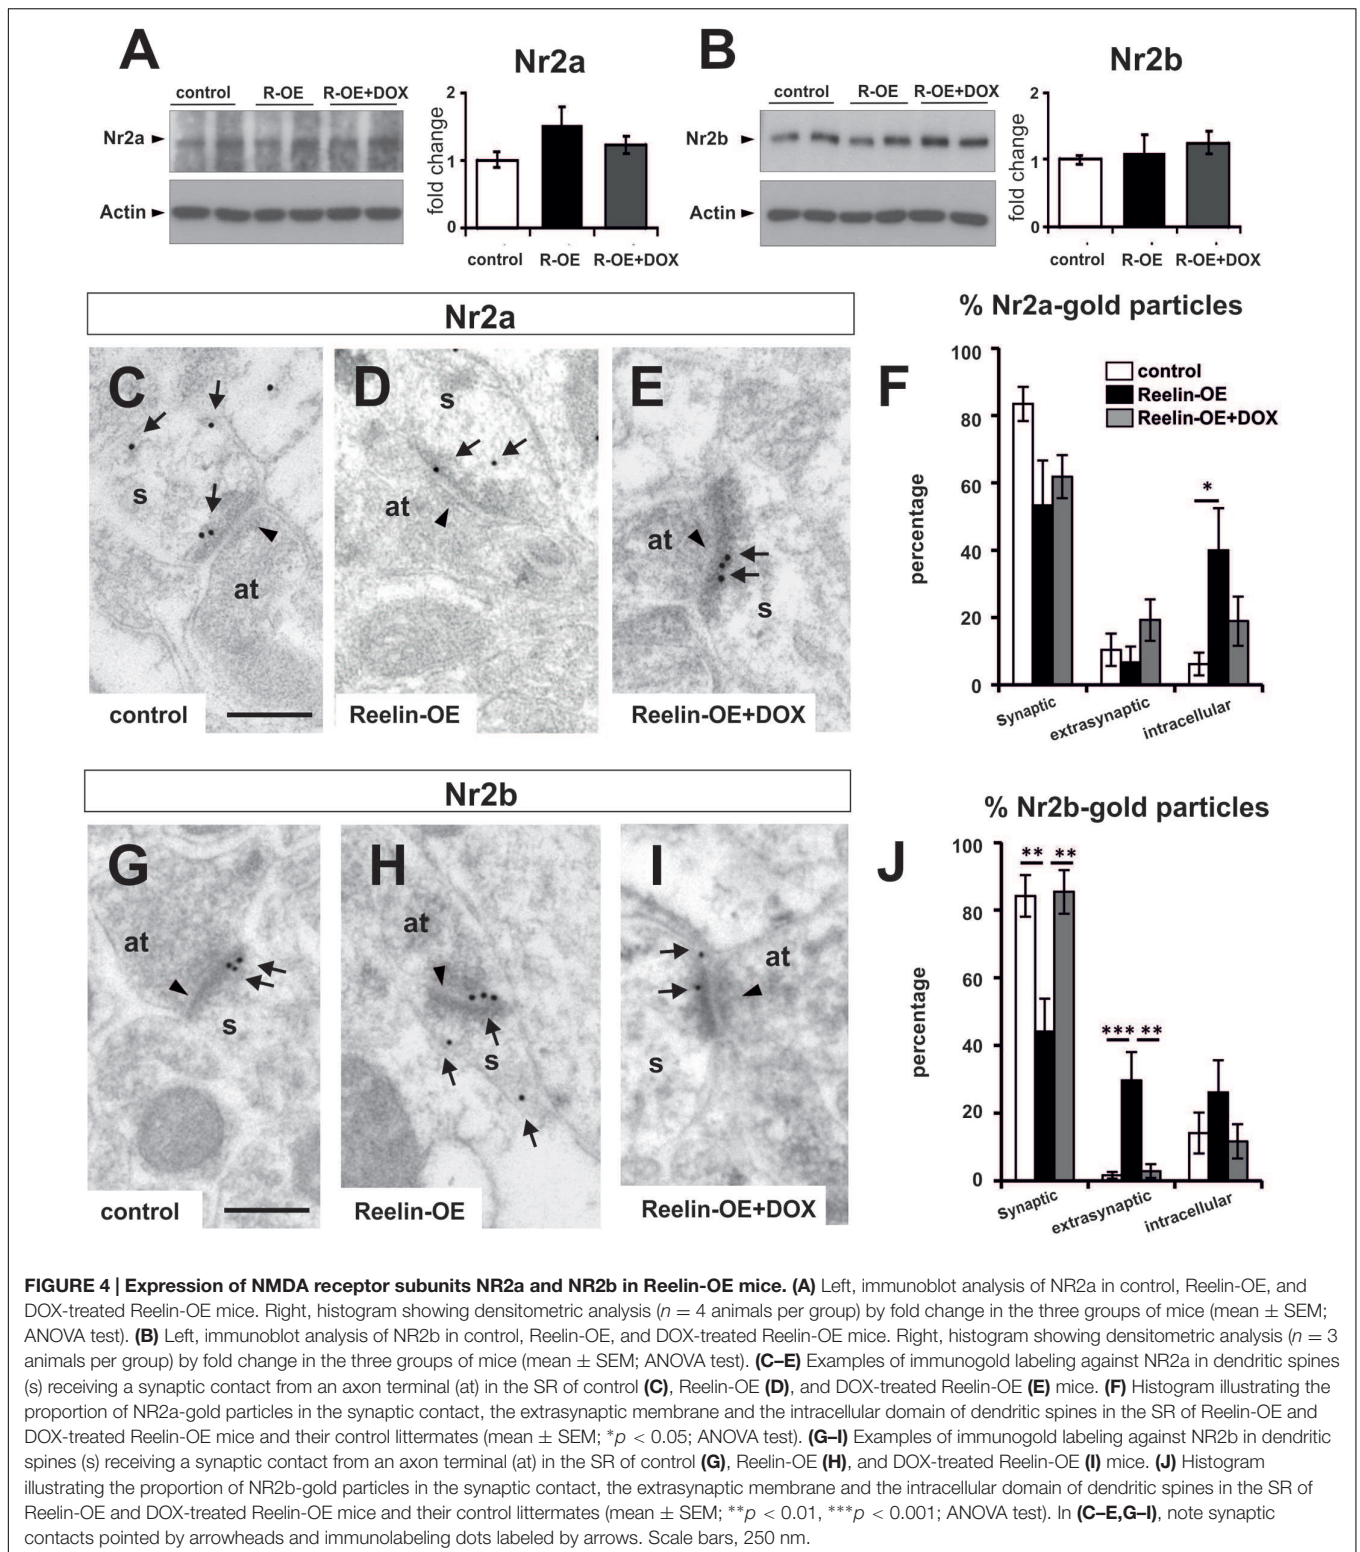 A
B
Nr2a
Nr2b
control R-OE R-OE+DOX
control R-OE R-OE+DOX
Nr2a
Actin
fold change
2
1
0
control R-OE R-OE+DOX
Nr2b
Actin
fold change
2
1
0
control R-OE R-OE+DOX
Nr2a
C
s
at
control
D
s
at
Reelin-OE
E
at
s
Reelin-OE+DOX
F
% Nr2a-gold particles
control
Reelin-OE
Reelin-OE+DOX
percentage
100
80
60
40
20
0
*
Synaptic
extrasynaptic
intracellular
Nr2b
G
at
s
control
H
at
s
Reelin-OE
I
at
s
Reelin-OE+DOX
J
% Nr2b-gold particles
percentage
100
80
60
40
20
0
** **
*** **
Synaptic
extrasynaptic
intracellular
FIGURE 4 | Expression of NMDA receptor subunits NR2a and NR2b in Reelin-OE mice. (A) Left, immunoblot analysis of NR2a in control, Reelin-OE, and
DOX-treated Reelin-OE mice. Right, histogram showing densitometric analysis (n = 4 animals per group) by fold change in the three groups of mice (mean ± SEM;
ANOVA test). (B) Left, immunoblot analysis of NR2b in control, Reelin-OE, and DOX-treated Reelin-OE mice. Right, histogram showing densitometric analysis (n = 3
animals per group) by fold change in the three groups of mice (mean ± SEM; ANOVA test). (C–E) Examples of immunogold labeling against NR2a in dendritic spines
(s) receiving a synaptic contact from an axon terminal (at) in the SR of control (C), Reelin-OE (D), and DOX-treated Reelin-OE (E) mice. (F) Histogram illustrating the
proportion of NR2a-gold particles in the synaptic contact, the extrasynaptic membrane and the intracellular domain of dendritic spines in the SR of Reelin-OE and
DOX-treated Reelin-OE mice and their control littermates (mean ± SEM; *p < 0.05; ANOVA test). (G–I) Examples of immunogold labeling against NR2b in dendritic
spines (s) receiving a synaptic contact from an axon terminal (at) in the SR of control (G), Reelin-OE (H), and DOX-treated Reelin-OE (I) mice. (J) Histogram
illustrating the proportion of NR2b-gold particles in the synaptic contact, the extrasynaptic membrane and the intracellular domain of dendritic spines in the SR of
Reelin-OE and DOX-treated Reelin-OE mice and their control littermates (mean ± SEM; **p < 0.01, ***p < 0.001; ANOVA test). In (C–E,G–I), note synaptic
contacts pointed by arrowheads and immunolabeling dots labeled by arrows. Scale bars, 250 nm.